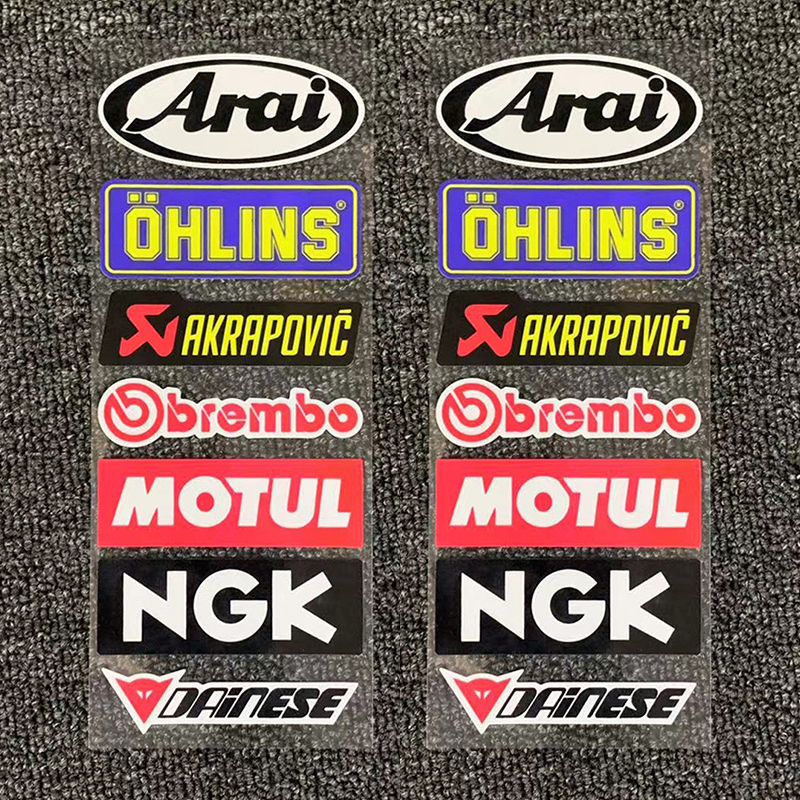 Arai
ÖHLINS®
AKRAPOVIČ
brembo
MOTUL
NGK
DAiNESE
Arai
ÖHLINS®
AKRAPOVIČ
brembo
MOTUL
NGK
DAiNESE